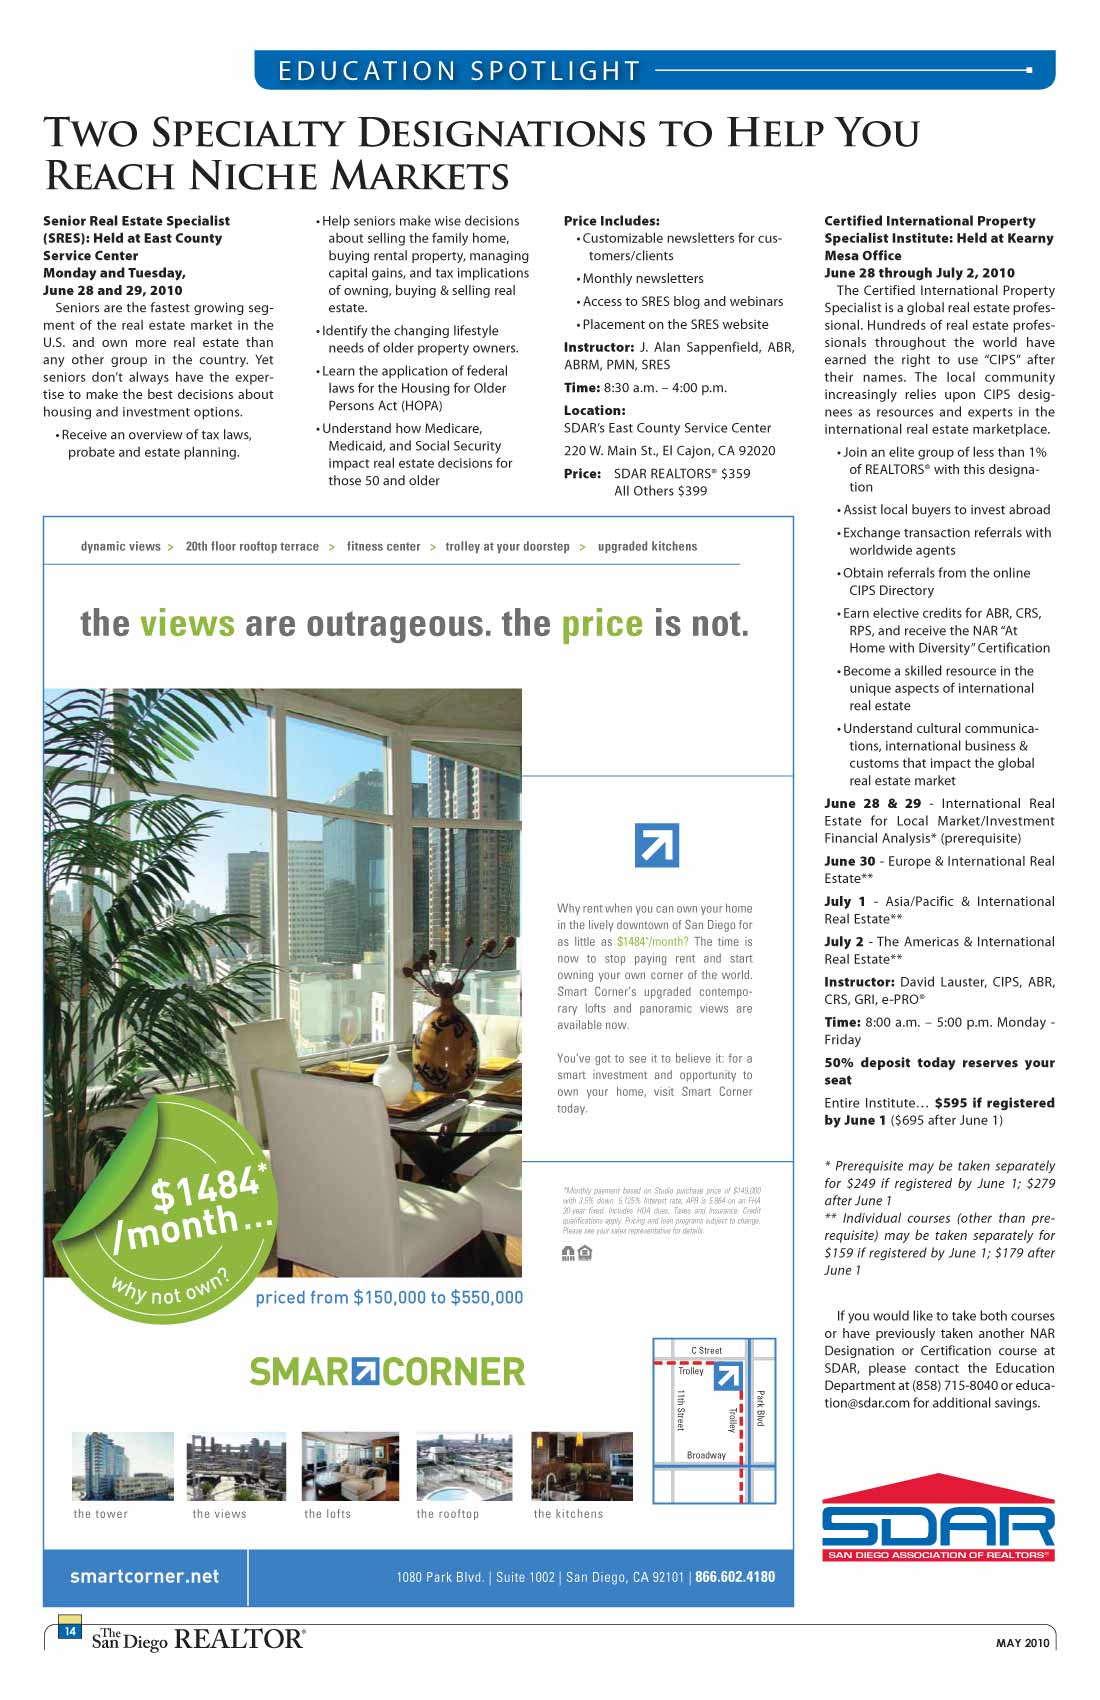 EDUCATION SPOTLIGHT
Two Specialty Designations to Help You
Reach Niche Markets
Senior Real Estate Specialist
(SRES): Held at East County
Service Center
Monday and Tuesday,
June 28 and 29, 2010
Seniors are the fastest growing seg-
ment of the real estate market in the
U.S. and own more real estate than
any other group in the country. Yet
seniors don't always have the exper-
tise to make the best decisions about
housing and investment options.
• Receive an overview of tax laws,
probate and estate planning.
• Help seniors make wise decisions
about selling the family home,
buying rental property, managing
capital gains, and tax implications
of owning, buying & selling real
estate.
• Identify the changing lifestyle
needs of older property owners.
• Learn the application of federal
laws for the Housing for Older
Persons Act (HOPA)
• Understand how Medicare,
Medicaid, and Social Security
impact real estate decisions for
those 50 and older
Price Includes:
• Customizable newsletters for cus-
tomers/clients
• Monthly newsletters
• Access to SRES blog and webinars
• Placement on the SRES website
Instructor: J. Alan Sappenfield, ABR,
ABRM, PMN, SRES
Time: 8:30 a.m. – 4:00 p.m.
Location:
SDAR's East County Service Center
220 W. Main St., El Cajon, CA 92020
Price: SDAR REALTORS® $359
All Others $399
Certified International Property
Specialist Institute: Held at Kearny
Mesa Office
June 28 through July 2, 2010
The Certified International Property
Specialist is a global real estate profes-
sional. Hundreds of real estate profes-
sionals throughout the world have
earned the right to use "CIPS" after
their names. The local community
increasingly relies upon CIPS desig-
nees as resources and experts in the
international real estate marketplace.
• Join an elite group of less than 1%
of REALTORS® with this designa-
tion
• Assist local buyers to invest abroad
• Exchange transaction referrals with
worldwide agents
• Obtain referrals from the online
CIPS Directory
• Earn elective credits for ABR, CRS,
RPS, and receive the NAR "At
Home with Diversity" Certification
• Become a skilled resource in the
unique aspects of international
real estate
• Understand cultural communica-
tions, international business &
customs that impact the global
real estate market
June 28 & 29 - International Real
Estate for Local Market/Investment
Financial Analysis* (prerequisite)
June 30 - Europe & International Real
Estate**
July 1 - Asia/Pacific & International
Real Estate**
July 2 - The Americas & International
Real Estate**
Instructor: David Lauster, CIPS, ABR,
CRS, GRI, e-PRO®
Time: 8:00 a.m. – 5:00 p.m. Monday -
Friday
50% deposit today reserves your
seat
Entire Institute… $595 if registered
by June 1 ($695 after June 1)
* Prerequisite may be taken separately
for $249 if registered by June 1; $279
after June 1
** Individual courses (other than pre-
requisite) may be taken separately for
$159 if registered by June 1; $179 after
June 1
If you would like to take both courses
or have previously taken another NAR
Designation or Certification course at
SDAR, please contact the Education
Department at (858) 715-8040 or educa-
tion@sdar.com for additional savings.
SDAR
SAN DIEGO ASSOCIATION OF REALTORS®
dynamic views > 20th floor rooftop terrace > fitness center > trolley at your doorstep > upgraded kitchens
the views are outrageous. the price is not.
Why rent when you can own your home
in the lively downtown of San Diego for
as little as $1484*/month? The time is
now to stop paying rent and start
owning your own corner of the world.
Smart Corner's upgraded contempo-
rary lofts and panoramic views are
available now.
You've got to see it to believe it: for a
smart investment and opportunity to
own your home, visit Smart Corner
today.
*Monthly payment based on Studio purchase price of $149,000
with 3.5% down. 5.125% Interest rate, APR is 5.864 on an FHA
30-year fixed. Includes HOA dues, Taxes and Insurance. Credit
qualifications apply. Pricing and loan programs subject to change.
Please see your sales representative for details.
$1484*
/month...
why not own?
priced from $150,000 to $550,000
SMAR CORNER
C Street
Trolley
11th Street
Trolley
Park Blvd
Broadway
the tower the views the lofts the rooftop the kitchens
smartcorner.net
1080 Park Blvd. | Suite 1002 | San Diego, CA 92101 | 866.602.4180
14
The San Diego REALTOR®
MAY 2010